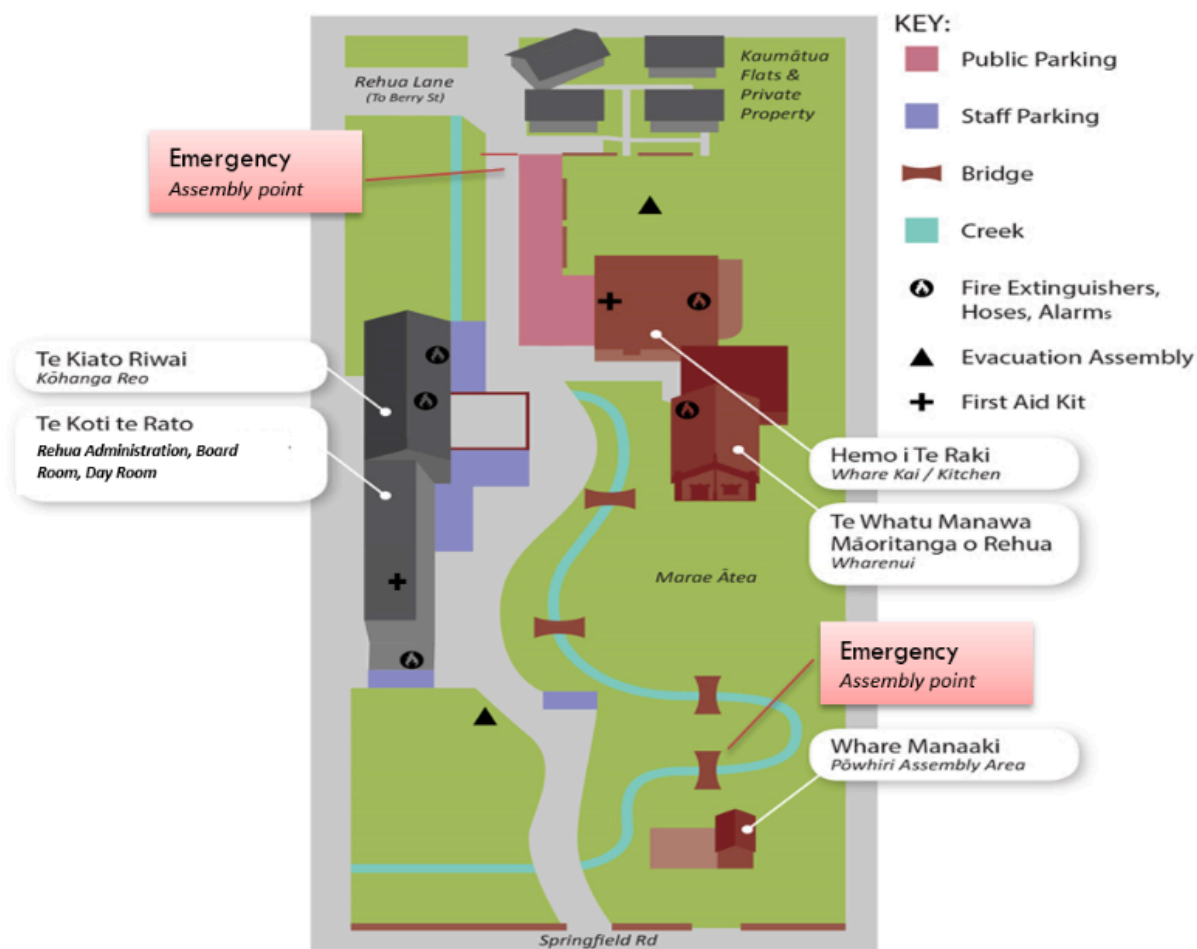 Rehua Lane
(To Berry St)
Kaumātua
Flats &
Private
Property
Emergency
Assembly point
Te Kiato Riwai
Kōhanga Reo
Te Koti te Rato
Rehua Administration, Board
Room, Day Room
Marae Ātea
KEY:
Public Parking
Staff Parking
Bridge
Creek
Fire Extinguishers,
Hoses, Alarms
Evacuation Assembly
First Aid Kit
Hemo i Te Raki
Whare Kai / Kitchen
Te Whatu Manawa
Māoritanga o Rehua
Wharenui
Emergency
Assembly point
Whare Manaaki
Pōwhiri Assembly Area
Springfield Rd